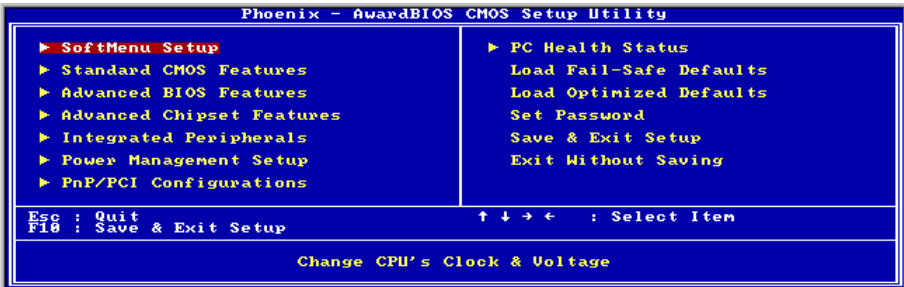 Phoenix - AwardBIOS CMOS Setup Utility
► SoftMenu Setup
► Standard CMOS Features
► Advanced BIOS Features
► Advanced Chipset Features
► Integrated Peripherals
► Power Management Setup
► PnP/PCI Configurations
► PC Health Status
Load Fail-Safe Defaults
Load Optimized Defaults
Set Password
Save & Exit Setup
Exit Without Saving
Esc : Quit
F10 : Save & Exit Setup
↑ ↓ → ← : Select Item
Change CPU's Clock & Voltage